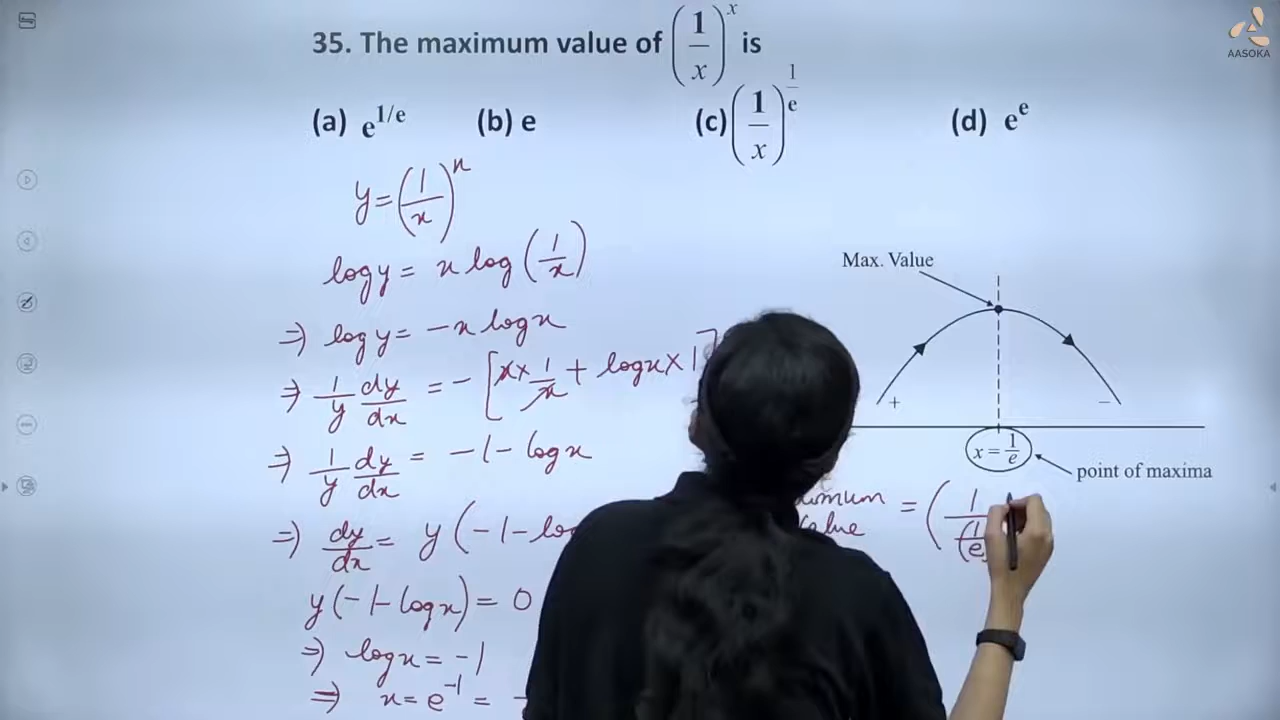 35. The maximum value of (1/x)^x is
(a) e^{1/e} (b) e (c) (1/x)^{1/e} (d) e^e
AASOKA
y = (1/x)^x
log y = x log (1/x)
⇒ log y = -x log x
⇒ 1/y dy/dx = - [x × 1/x + log x × 1]
⇒ 1/y dy/dx = -1 - log x
⇒ dy/dx = y (-1 -
y(-1 - log x) = 0
⇒ log x = -1
⇒ x = e^{-1} =
Max. Value
+ −
x = 1/e
point of maxima
= (1/(1/e